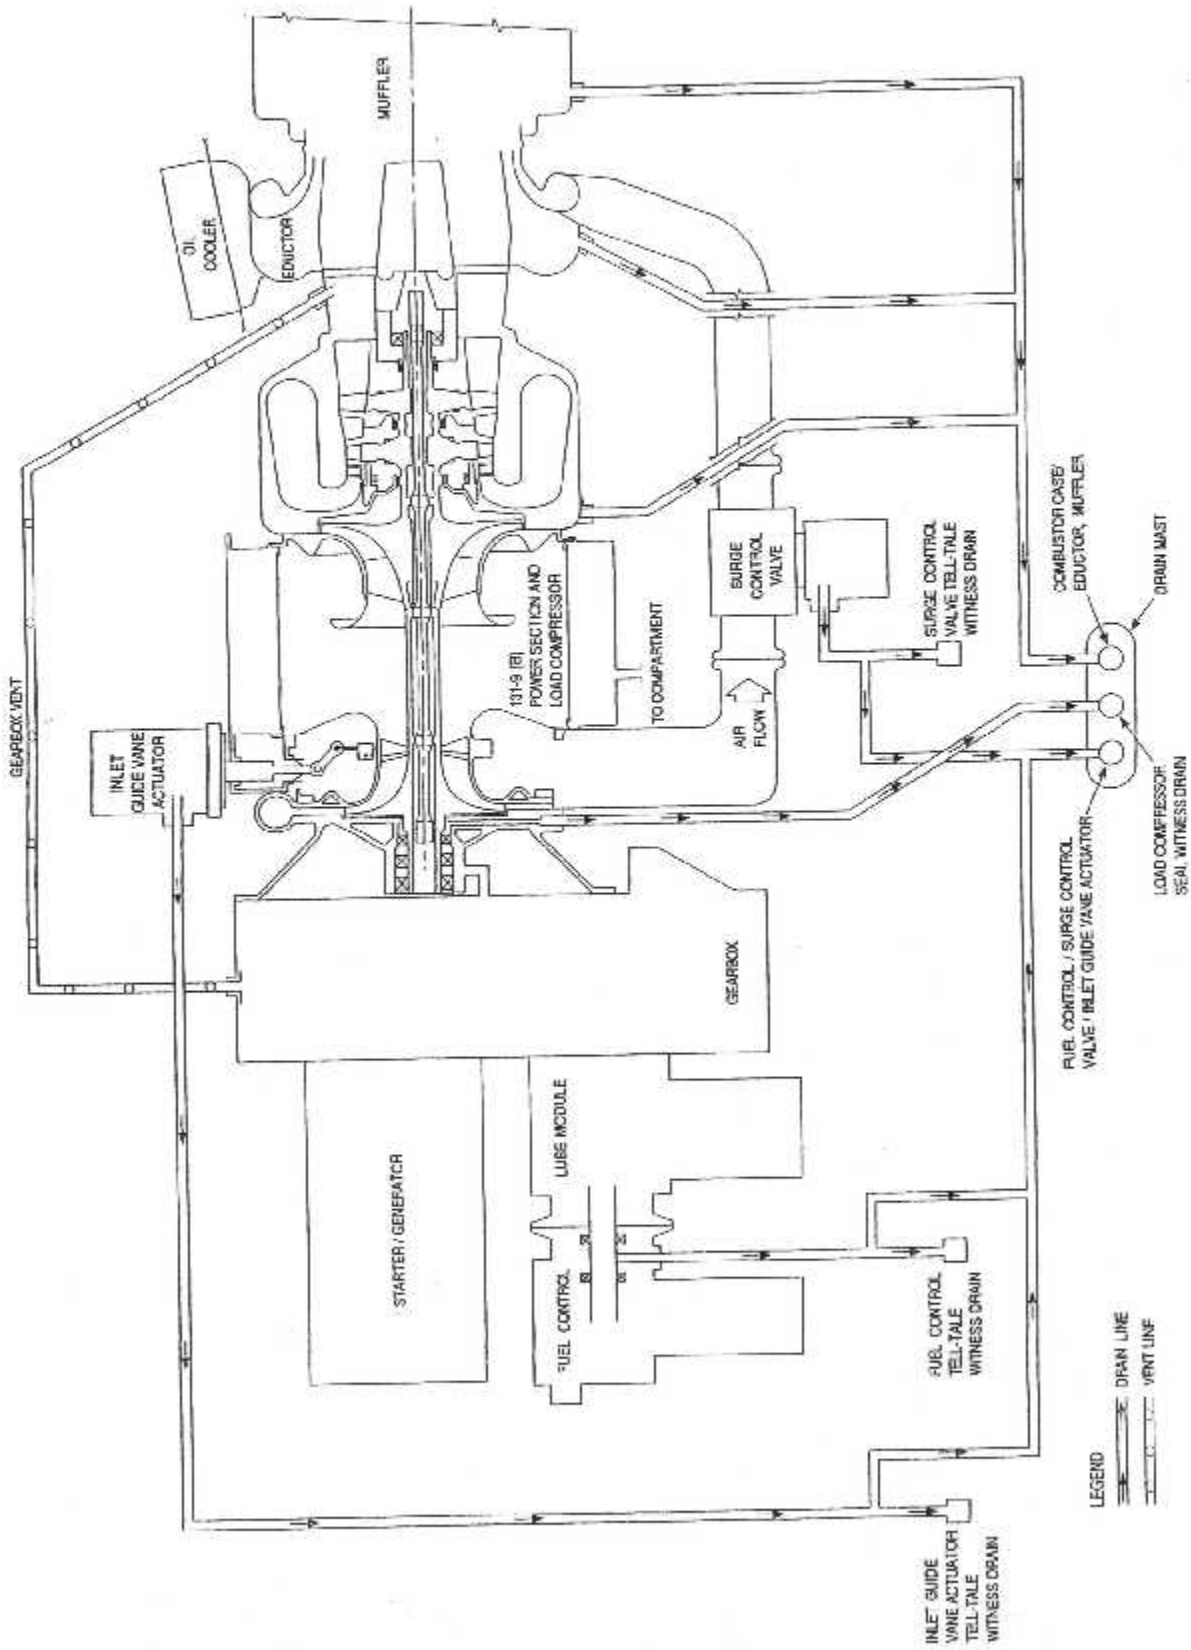 MUFFLER
OIL
COOLER
EDUCTOR
GEARBOX VENT
INLET
GUIDE VANE
ACTUATOR
131-9 [B]
POWER SECTION AND
LOAD COMPRESSOR
TO COMPARTMENT
SURGE
CONTROL
VALVE
AIR
FLOW
SURGE CONTROL
VALVE TELL-TALE
WITNESS DRAIN
COMBUSTOR CASE/
EDUCTOR, MUFFLER
DRAIN MAST
LOAD COMPRESSOR
SEAL WITNESS DRAIN
FUEL CONTROL / SURGE CONTROL
VALVE / INLET GUIDE VANE ACTUATOR
GEARBOX
STARTER / GENERATOR
LUBE MODULE
FUEL CONTROL
FUEL CONTROL
TELL-TALE
WITNESS DRAIN
INLET GUIDE
VANE ACTUATOR
TELL-TALE
WITNESS DRAIN
LEGEND
DRAIN LINE
VENT LINE